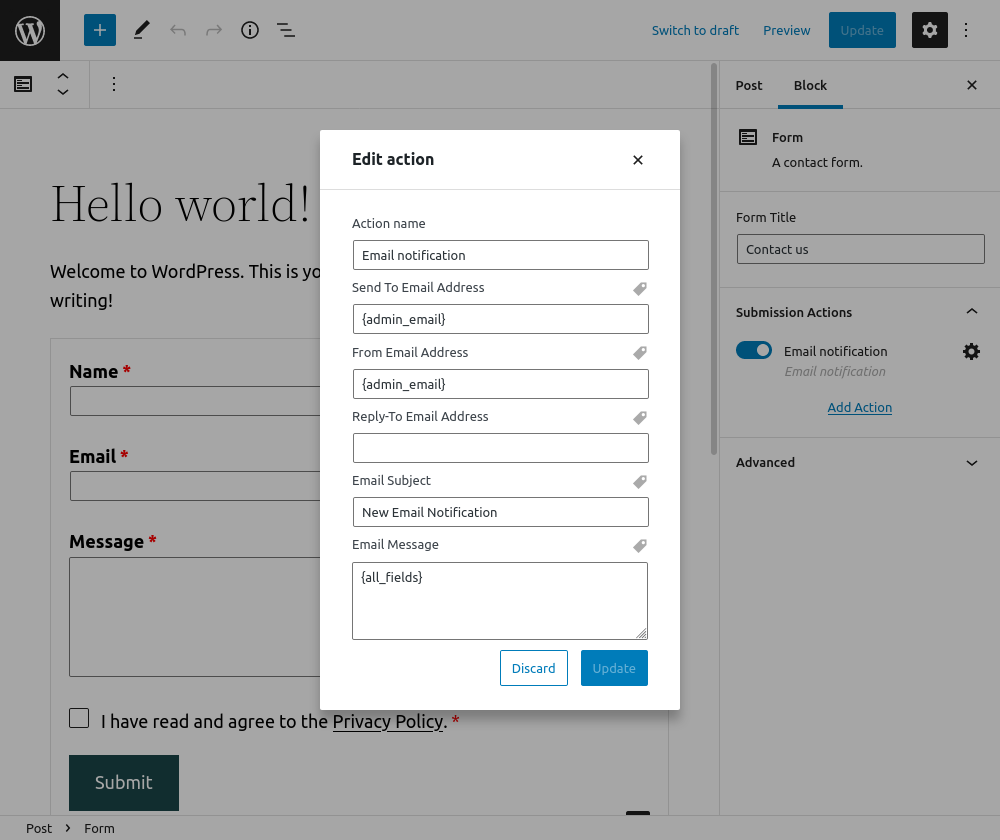 Switch to draft
Preview
Update
Post
Block
Form
A contact form.
Form Title
Contact us
Submission Actions
Email notification
Email notification
Add Action
Advanced
Hello world!
Welcome to WordPress. This is yo
writing!
Name *
Email *
Message *
I have read and agree to the Privacy Policy. *
Submit
Edit action
Action name
Email notification
Send To Email Address
{admin_email}
From Email Address
{admin_email}
Reply-To Email Address
Email Subject
New Email Notification
Email Message
{all_fields}
Discard
Update
Post
Form